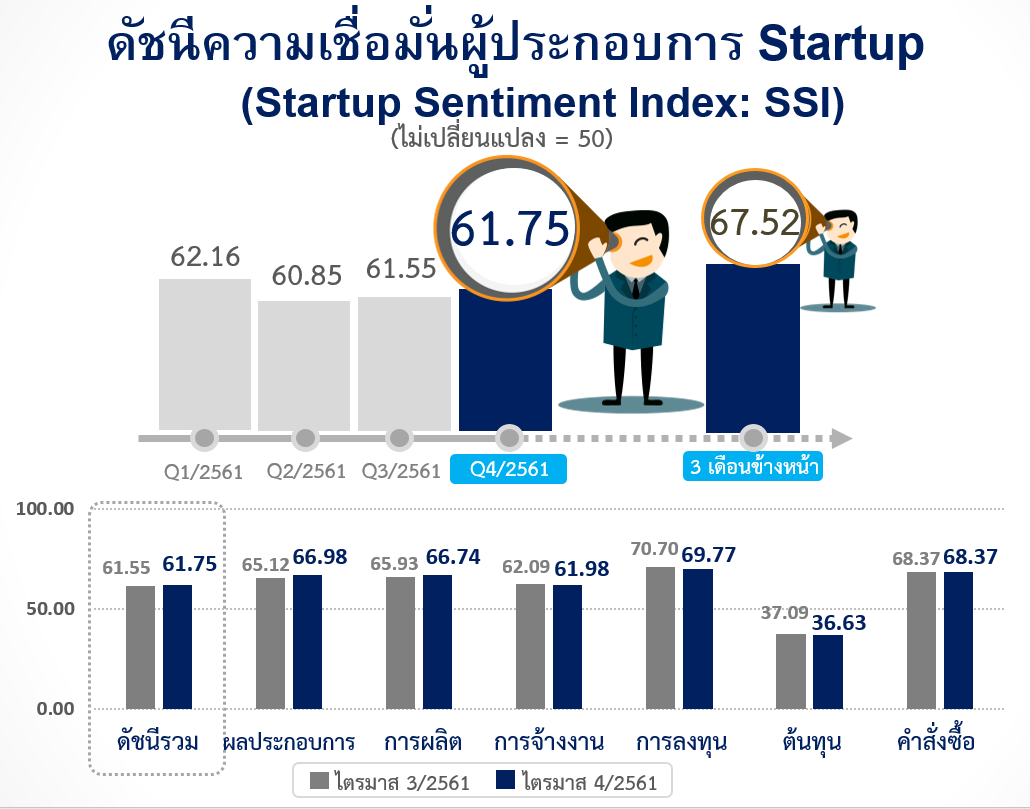 ดัชนีความเชื่อมั่นผู้ประกอบการ Startup
(Startup Sentiment Index: SSI)
(ไม่เปลี่ยนแปลง = 50)
62.16
60.85
61.55
61.75
67.52
Q1/2561
Q2/2561
Q3/2561
Q4/2561
3 เดือนข้างหน้า
100.00
50.00
0.00
61.55 61.75
65.12 66.98
65.93 66.74
62.09 61.98
70.70 69.77
37.09 36.63
68.37 68.37
ดัชนีรวม
ผลประกอบการ
การผลิต
การจ้างงาน
การลงทุน
ต้นทุน
คำสั่งซื้อ
ไตรมาส 3/2561
ไตรมาส 4/2561